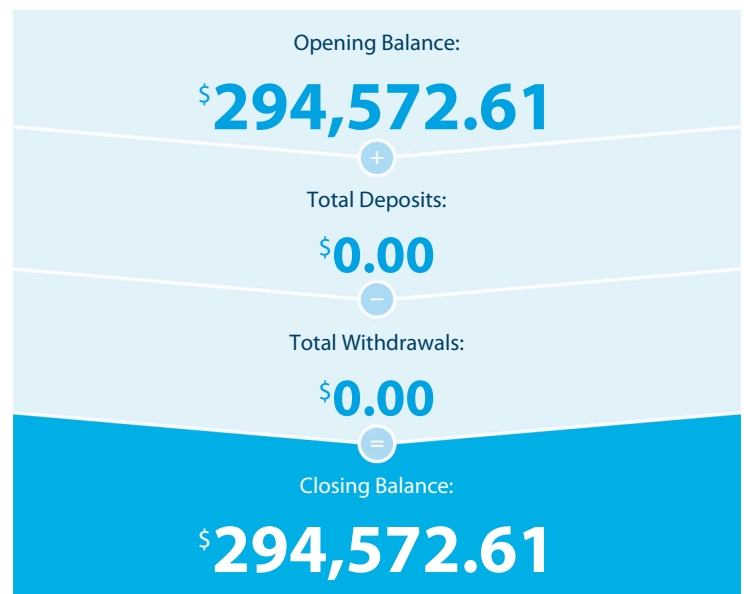 Opening Balance:
$294,572.61
+
Total Deposits:
$0.00
−
Total Withdrawals:
$0.00
=
Closing Balance:
$294,572.61